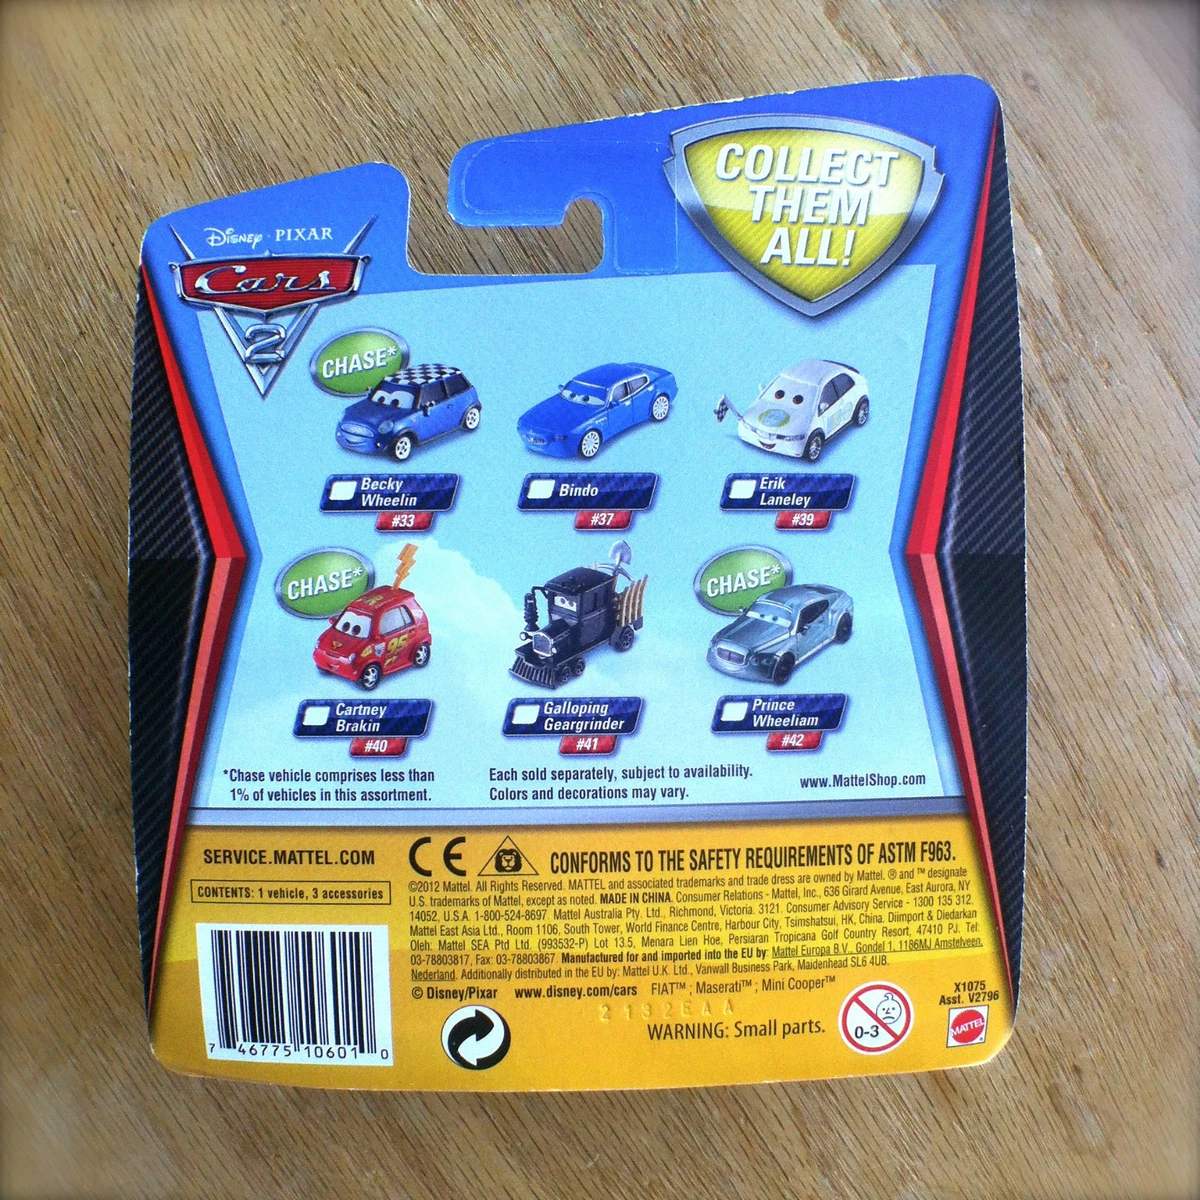 COLLECT
THEM
ALL!
Disney · PIXAR
Cars
2
CHASE*
Becky
Wheelin
#33
Bindo
#37
Erik
Laneley
#39
CHASE*
95
Cartney
Brakin
#40
Galloping
Geargrinder
#41
CHASE*
Prince
Wheeliam
#42
*Chase vehicle comprises less than
1% of vehicles in this assortment.
Each sold separately, subject to availability.
Colors and decorations may vary.
www.MattelShop.com
SERVICE.MATTEL.COM
CONTENTS: 1 vehicle, 3 accessories
CE
CONFORMS TO THE SAFETY REQUIREMENTS OF ASTM F963.
©2012 Mattel. All Rights Reserved. MATTEL and associated trademarks and trade dress are owned by Mattel. ® and ™ designate
U.S. trademarks of Mattel, except as noted. MADE IN CHINA. Consumer Relations - Mattel, Inc., 636 Girard Avenue, East Aurora, NY
14052, U.S.A. 1-800-524-8697. Mattel Australia Pty. Ltd., Richmond, Victoria. 3121. Consumer Advisory Service - 1300 135 312.
Mattel East Asia Ltd., Room 1106, South Tower, World Finance Centre, Harbour City, Tsimshatsui, HK, China. Diimport & Diedarkan
Oleh: Mattel SEA Ptd Ltd. (993532-P) Lot 13.5, Menara Lien Hoe, Persiaran Tropicana Golf Country Resort, 47410 PJ. Tel:
03-78803817, Fax: 03-78803867. Manufactured for and imported into the EU by: Mattel Europa B.V., Gondel 1, 1186MJ Amstelveen,
Nederland. Additionally distributed in the EU by: Mattel U.K. Ltd., Vanwall Business Park, Maidenhead SL6 4UB.
© Disney/Pixar www.disney.com/cars FIAT™; Maserati™; Mini Cooper™
2182EAA
WARNING: Small parts.
0-3
X1075
Asst. V2796
MATTEL
7 46775 10601 0